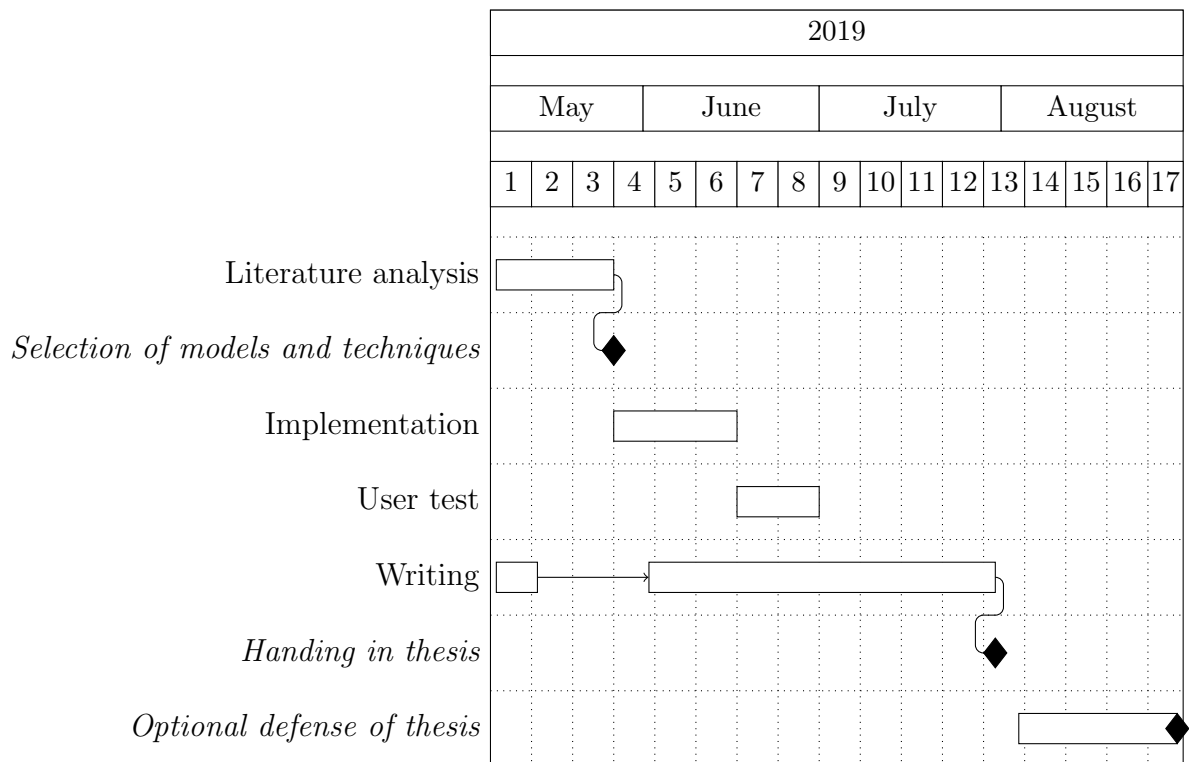 2019
May June July August
1 2 3 4 5 6 7 8 9 10 11 12 13 14 15 16 17
Literature analysis
Selection of models and techniques
Implementation
User test
Writing
Handing in thesis
Optional defense of thesis